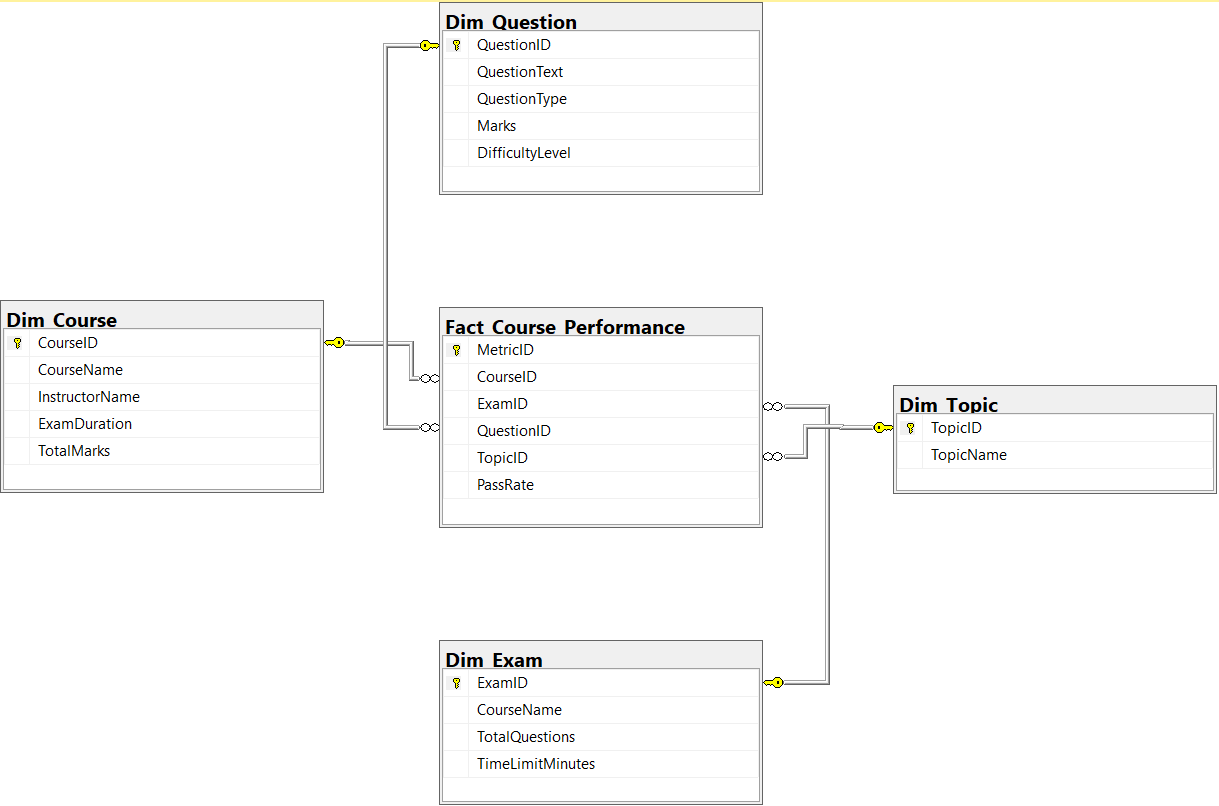 Dim_Question
QuestionID
QuestionText
QuestionType
Marks
DifficultyLevel
Dim_Course
CourseID
CourseName
InstructorName
ExamDuration
TotalMarks
Fact_Course_Performance
MetricID
CourseID
ExamID
QuestionID
TopicID
PassRate
Dim_Topic
TopicID
TopicName
Dim_Exam
ExamID
CourseName
TotalQuestions
TimeLimitMinutes